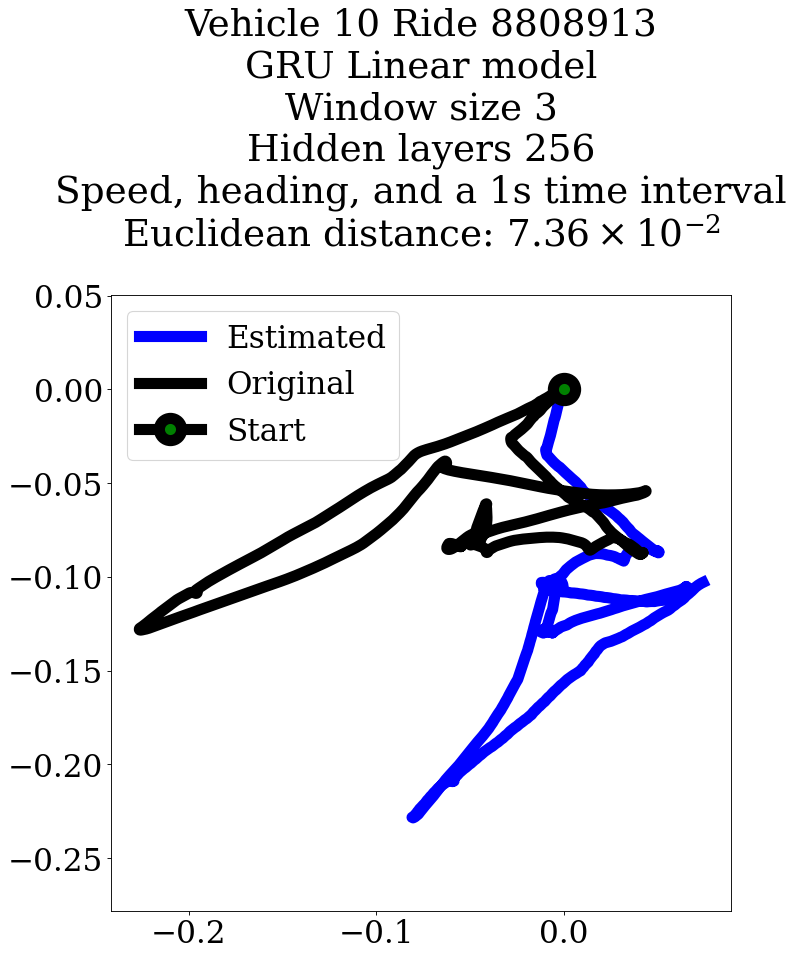 Vehicle 10 Ride 8808913
GRU Linear model
Window size 3
Hidden layers 256
Speed, heading, and a 1s time interval
Euclidean distance: 7.36 × 10⁻²
Estimated
Original
Start
0.05
0.00
−0.05
−0.10
−0.15
−0.20
−0.25
−0.2
−0.1
0.0